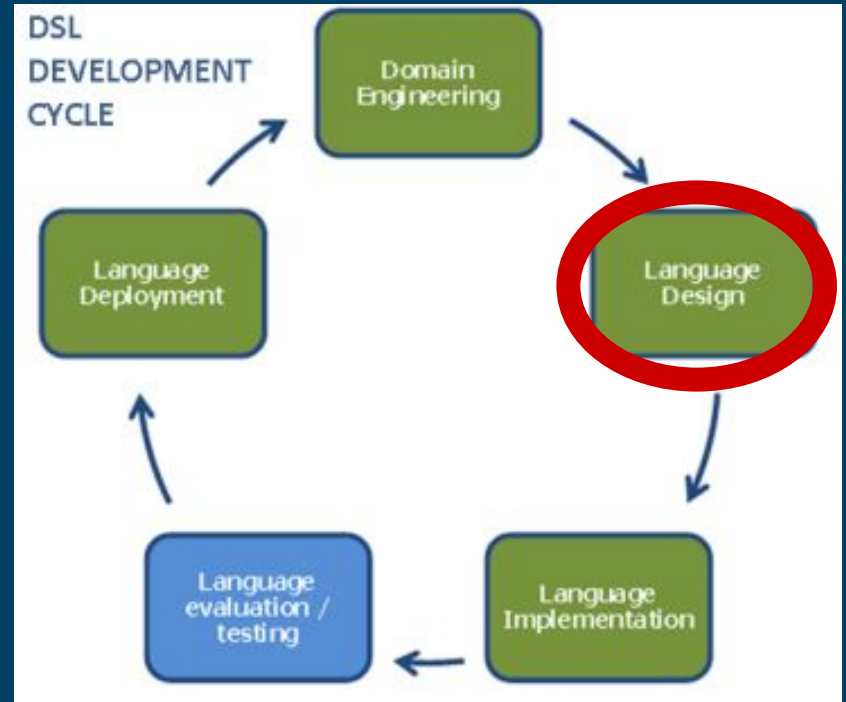 DSL
DEVELOPMENT
CYCLE
Domain
Engineering
Language
Design
Language
Implementation
Language
evaluation /
testing
Language
Deployment